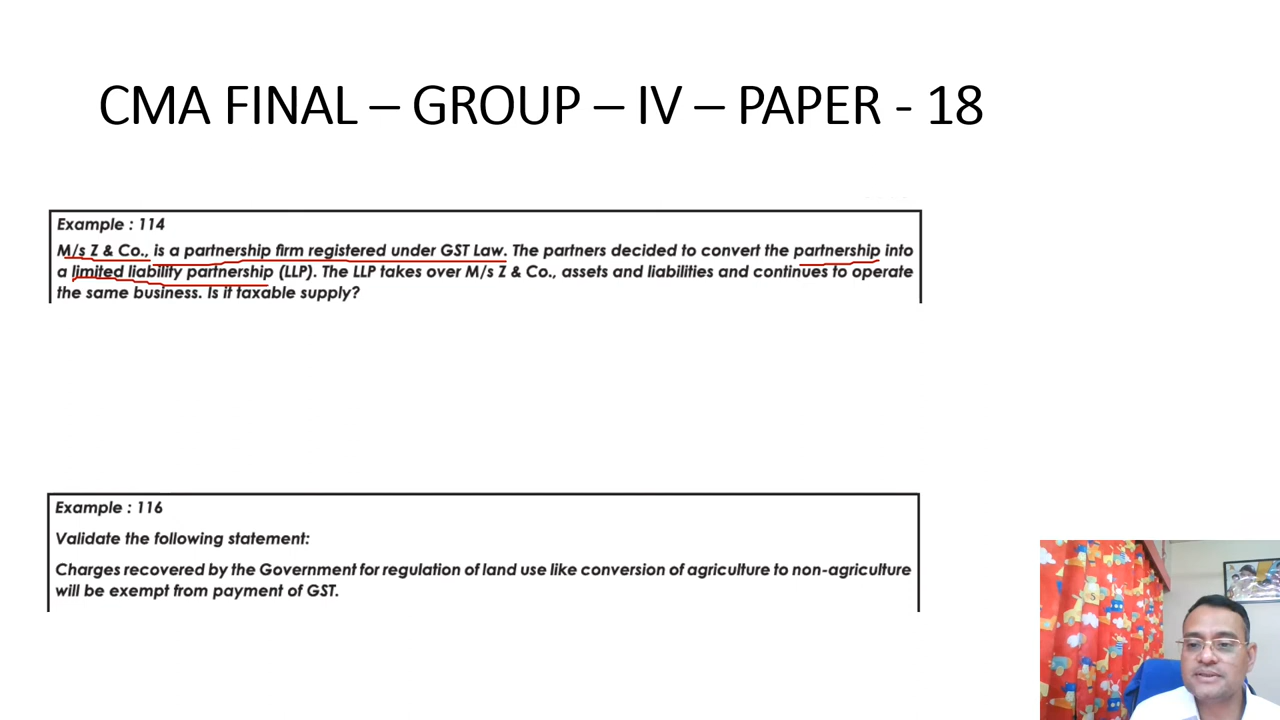 CMA FINAL – GROUP – IV – PAPER - 18
Example : 114
M/s Z & Co., is a partnership firm registered under GST Law. The partners decided to convert the partnership into
a limited liability partnership (LLP). The LLP takes over M/s Z & Co., assets and liabilities and continues to operate
the same business. Is it taxable supply?
Example : 116
Validate the following statement:
Charges recovered by the Government for regulation of land use like conversion of agriculture to non-agriculture
will be exempt from payment of GST.